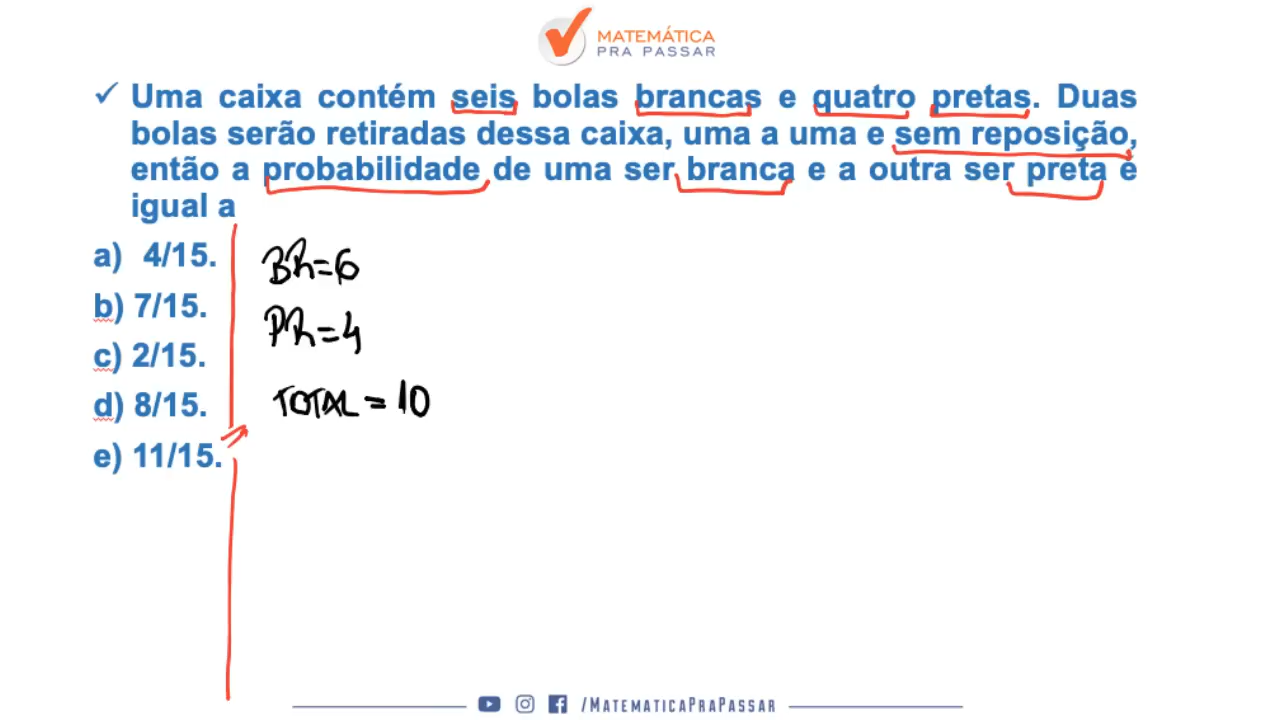 MATEMÁTICA
PRA PASSAR
✓ Uma caixa contém seis bolas brancas e quatro pretas. Duas
bolas serão retiradas dessa caixa, uma a uma e sem reposição,
então a probabilidade de uma ser branca e a outra ser preta é
igual a
a) 4/15.
b) 7/15.
c) 2/15.
d) 8/15.
e) 11/15.
BR=6
PR=4
TOTAL = 10
/MATEMATICAPRAPASSAR